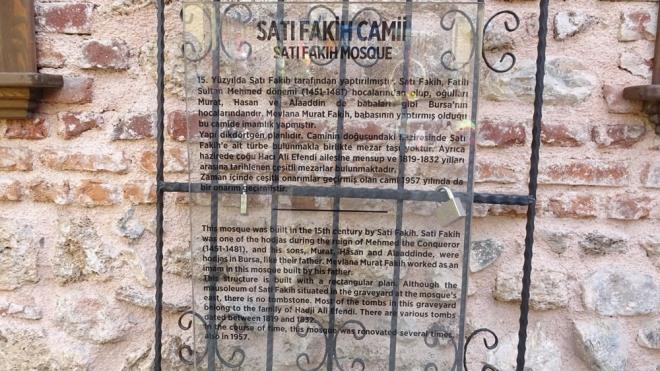 SATI FAKİH CAMİİ
SATI FAKIH MOSQUE
15. Yüzyılda Satı Fakih tarafından yaptırılmıştır. Satı Fakih, Fatih
Sultan Mehmed dönemi (1451-1481) hocalarından olup, oğulları
Murat, Hasan ve Alaaddin de babaları gibi Bursa'nın
hocalarındandır. Mevlana Murat Fakih, babasının yaptırmış olduğu
bu camide imamlık yapmıştır.
Yapı dikdörtgen planlıdır. Caminin doğusundaki haziresinde Satı
Fakih'e ait türbe bulunmakla birlikte mezar taşı yoktur. Ayrıca
hazirede çoğu Hacı Ali Efendi ailesine mensup ve 1819-1832 yılları
arasına tarihlenen çeşitli mezarlar bulunmaktadır.
Zaman içinde çeşitli onarımlar geçirmiş olan cami 1957 yılında da
bir onarım geçirmiştir.
This mosque was built in the 15th century by Sati Fakih. Sati Fakih
was one of the hodjas during the reign of Mehmed the Conqueror
(1451-1481), and his sons, Murat, Hasan and Alaaddinde, were
hodjas in Bursa, like their father. Mevlana Murat Fakih worked as an
imam in this mosque built by his father.
This structure is built with a rectangular plan. Although the
mausoleum of Sati Fakih situated in the graveyard at the mosque's
east, there is no tombstone. Most of the tombs in this graveyard
belong to the family of Hadji Ali Efendi. There are various tombs
dated between 1819 and 1832.
In the course of time, this mosque was renovated several times,
also in 1957.